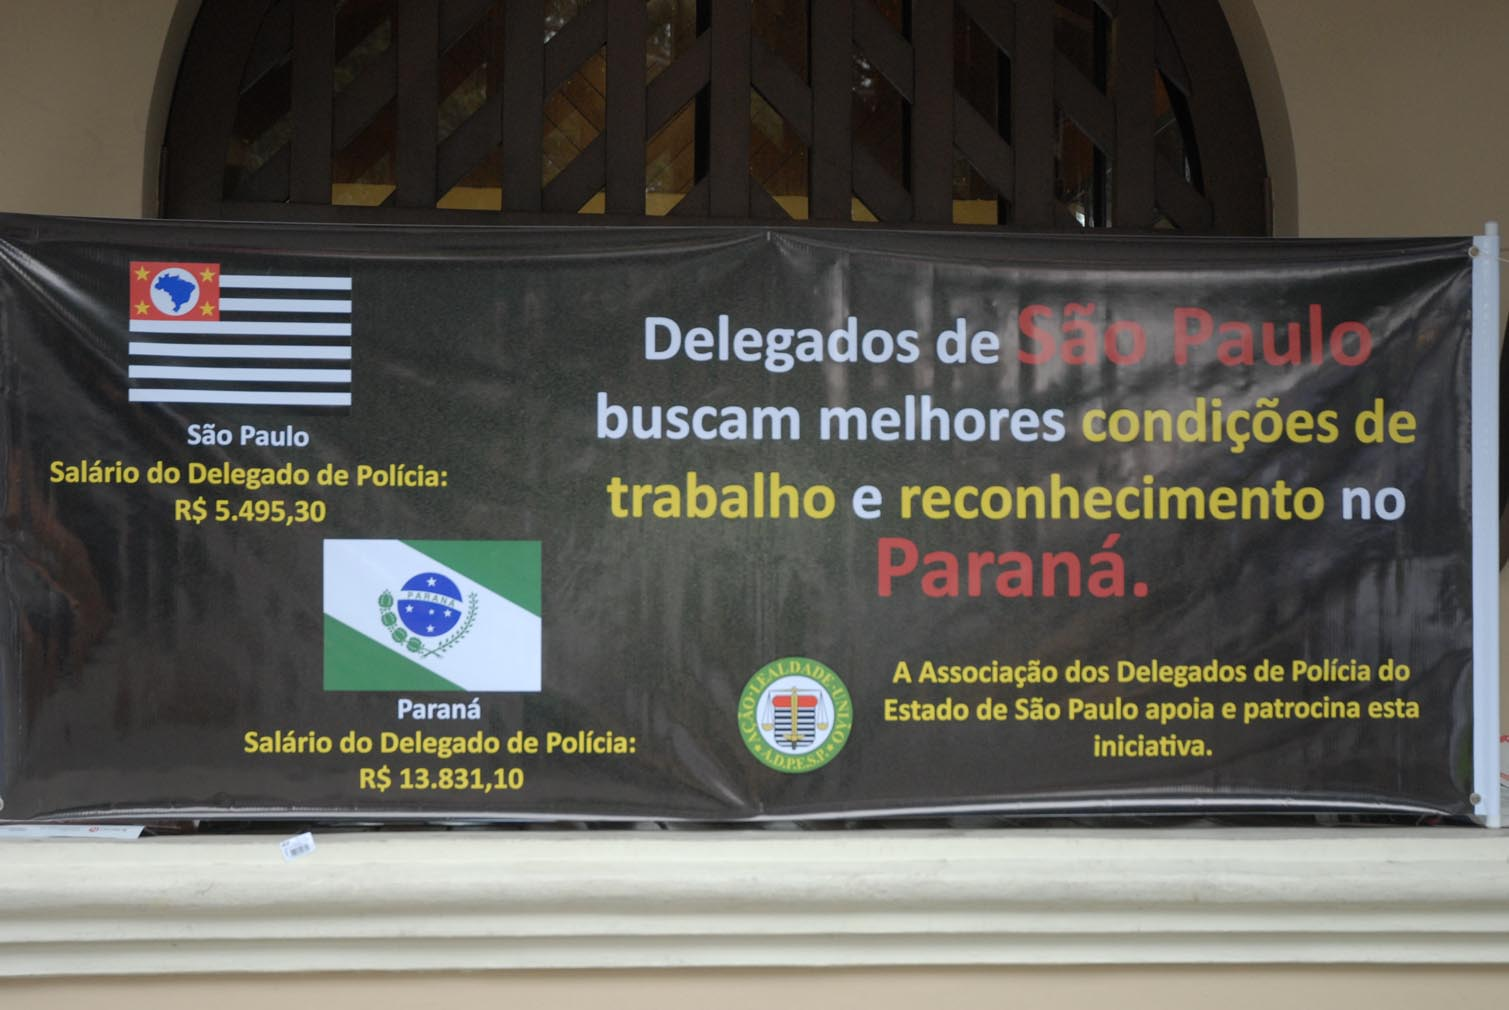 São Paulo
Salário do Delegado de Polícia:
R$ 5.495,30
PARANÁ
Paraná
Salário do Delegado de Polícia:
R$ 13.831,10
Delegados de São Paulo
buscam melhores condições de
trabalho e reconhecimento no
Paraná.
AÇÃO·LEALDADE·UNIÃO
A.D.P.E.S.P.
A Associação dos Delegados de Polícia do
Estado de São Paulo apoia e patrocina esta
iniciativa.